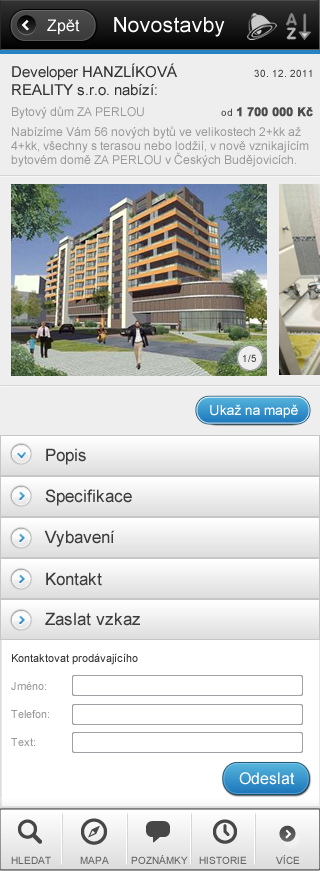 Zpět
Novostavby
A
Z
Developer HANZLÍKOVÁ
30. 12. 2011
REALITY s.r.o. nabízí:
Bytový dům ZA PERLOU
od 1 700 000 Kč
Nabízíme Vám 56 nových bytů ve velikostech 2+kk až
4+kk, všechny s terasou nebo lodžií, v nově vznikajícím
bytovém domě ZA PERLOU v Českých Budějovicích.
1/5
Ukaž na mapě
Popis
Specifikace
Vybavení
Kontakt
Zaslat vzkaz
Kontaktovat prodávajícího
Jméno:
Telefon:
Text:
Odeslat
HLEDAT
MAPA
POZNÁMKY
HISTORIE
VÍCE